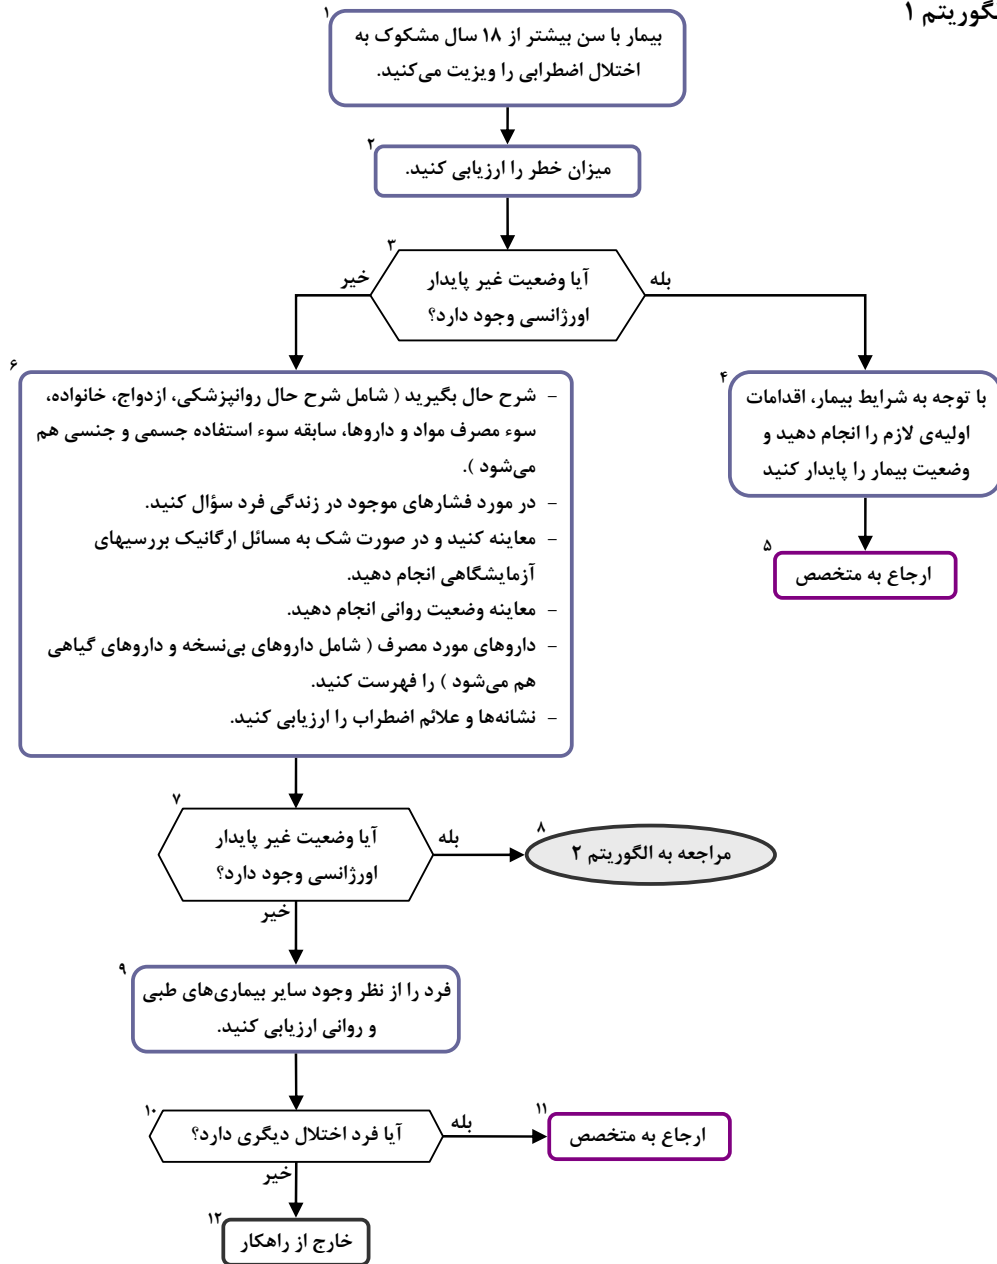 لگوریتم ۱
۱
بیمار با سن بیشتر از ۱۸ سال مشکوک به
اختلال اضطرابی را ویزیت می‌کنید.
۲
میزان خطر را ارزیابی کنید.
۳
آیا وضعیت غیر پایدار
اورژانسی وجود دارد؟
بله
خیر
۴
با توجه به شرایط بیمار، اقدامات
اولیه‌ی لازم را انجام دهید و
وضعیت بیمار را پایدار کنید
۵
ارجاع به متخصص
۶
- شرح حال بگیرید ( شامل شرح حال روانپزشکی، ازدواج، خانواده،
سوء مصرف مواد و داروها، سابقه سوء استفاده جسمی و جنسی هم
می‌شود ).
- در مورد فشارهای موجود در زندگی فرد سؤال کنید.
- معاینه کنید و در صورت شک به مسائل ارگانیک بررسیهای
آزمایشگاهی انجام دهید.
- معاینه وضعیت روانی انجام دهید.
- داروهای مورد مصرف ( شامل داروهای بی‌نسخه و داروهای گیاهی
هم می‌شود ) را فهرست کنید.
- نشانه‌ها و علائم اضطراب را ارزیابی کنید.
۷
آیا وضعیت غیر پایدار
اورژانسی وجود دارد؟
بله
۸
مراجعه به الگوریتم ۲
خیر
۹
فرد را از نظر وجود سایر بیماری‌های طبی
و روانی ارزیابی کنید.
۱۰
آیا فرد اختلال دیگری دارد؟
بله
۱۱
ارجاع به متخصص
خیر
۱۲
خارج از راهکار